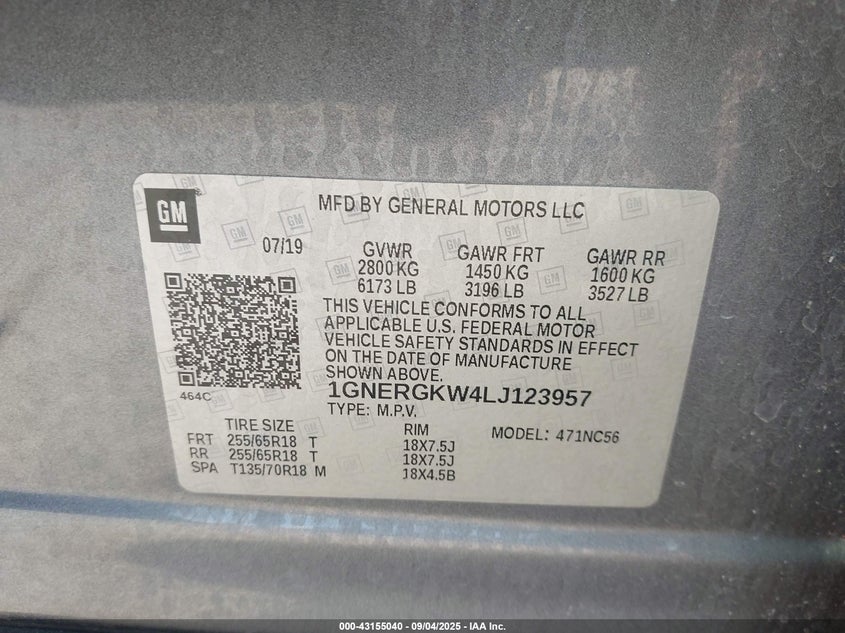 GM
MFD BY GENERAL MOTORS LLC
07/19
GVWR GAWR FRT GAWR RR
2800 KG 1450 KG 1600 KG
6173 LB 3196 LB 3527 LB
THIS VEHICLE CONFORMS TO ALL
APPLICABLE U.S. FEDERAL MOTOR
VEHICLE SAFETY STANDARDS IN EFFECT
ON THE DATE OF MANUFACTURE
SHOWN ABOVE.
464C
1GNERGKW4LJ123957
TYPE: M.P.V.
TIRE SIZE RIM MODEL: 471NC56
FRT 255/65R18 T 18X7.5J
RR 255/65R18 T 18X7.5J
SPA T135/70R18 M 18X4.5B
000-43155040 - 09/04/2025 - IAA Inc.